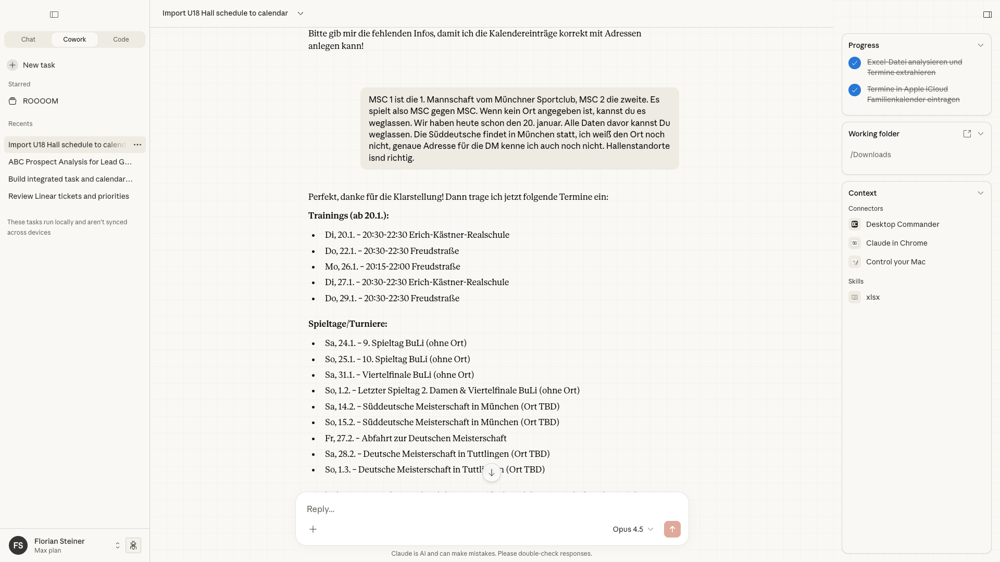 Import U18 Hall schedule to calendar
Chat
Cowork
Code
New task
Starred
ROOOOM
Recents
Import U18 Hall schedule to calend
ABC Prospect Analysis for Lead G…
Build integrated task and calendar…
Review Linear tickets and priorities
These tasks run locally and aren't synced
across devices
FS
Florian Steiner
Max plan
Bitte gib mir die fehlenden Infos, damit ich die Kalendereinträge korrekt mit Adressen
anlegen kann!
MSC 1 ist die 1. Mannschaft vom Münchner Sportclub, MSC 2 die zweite. Es
spielt also MSC gegen MSC. Wenn kein Ort angegeben ist, kannst du es
weglassen. Wir haben heute schon den 20. januar. Alle Daten davor kannst Du
weglassen. Die Süddeutsche findet in München statt, ich weiß den Ort noch
nicht, genaue Adresse für die DM kenne ich auch noch nicht. Hallenstandorte
isnd richtig.
Perfekt, danke für die Klarstellung! Dann trage ich jetzt folgende Termine ein:
Trainings (ab 20.1.):
• Di, 20.1. – 20:30-22:30 Erich-Kästner-Realschule
• Do, 22.1. – 20:30-22:30 Freudstraße
• Mo, 26.1. – 20:15-22:00 Freudstraße
• Di, 27.1. – 20:30-22:30 Erich-Kästner-Realschule
• Do, 29.1. – 20:30-22:30 Freudstraße
Spieltage/Turniere:
• Sa, 24.1. – 9. Spieltag BuLi (ohne Ort)
• So, 25.1. – 10. Spieltag BuLi (ohne Ort)
• Sa, 31.1. – Viertelfinale BuLi (ohne Ort)
• So, 1.2. – Letzter Spieltag 2. Damen & Viertelfinale BuLi (ohne Ort)
• Sa, 14.2. – Süddeutsche Meisterschaft in München (Ort TBD)
• So, 15.2. – Süddeutsche Meisterschaft in München (Ort TBD)
• Fr, 27.2. – Abfahrt zur Deutschen Meisterschaft
• Sa, 28.2. – Deutsche Meisterschaft in Tuttlingen (Ort TBD)
• So, 1.3. – Deutsche Meisterschaft in (Ort TBD)
Reply...
Opus 4.5
Claude is AI and can make mistakes. Please double-check responses.
Progress
Excel-Datei analysieren und
Termine extrahieren
Termine in Apple iCloud
Familienkalender eintragen
Working folder
/Downloads
Context
Connectors
Desktop Commander
Claude in Chrome
Control your Mac
Skills
xlsx